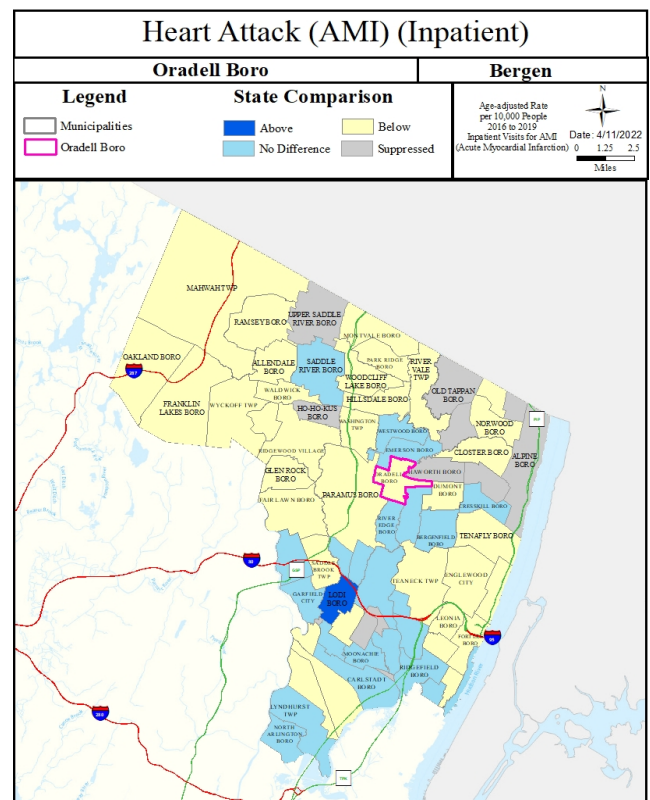 Heart Attack (AMI) (Inpatient)
Oradell Boro
Bergen
Legend
Municipalities
Oradell Boro
State Comparison
Above
Below
No Difference
Suppressed
Age-adjusted Rate
per 10,000 People
2016 to 2019
Inpatient Visits for AMI
(Acute Myocardial Infarction)
N
Date: 4/11/2022
0 1.25 2.5
Miles
MAHWAH TWP
UPPER SADDLE
RIVER BORO
RAMSEY BORO
MONTVALE BORO
OAKLAND BORO
287
ALLENDALE
BORO
SADDLE
RIVER BORO
PARK RIDGE
BORO
RIVER
VALE
TWP
WOODCLIFF
LAKE BORO
OLD TAPPAN
BORO
FRANKLIN
LAKES BORO
WYCKOFF TWP
WALDWICK
BORO
HILLSDALE BORO
HO-HO-KUS
BORO
WASHINGTON
TWP
WESTWOOD BORO
NORWOOD
BORO
EMERSON BORO
CLOSTER BORO
ALPINE
BORO
RIDGEWOOD VILLAGE
GLEN ROCK
BORO
ORADELL
BORO
HAWORTH BORO
DUMONT
BORO
FAIR LAWN BORO
PARAMUS BORO
CRESSKILL BORO
RIVER
EDGE
BORO
BERGENFIELD
BORO
TENAFLY BORO
80
GSP
SADDLE
BROOK
TWP
TEANECK TWP
ENGLEWOOD
CITY
GARFIELD
CITY
LODI
BORO
LEONIA
BORO
FORT LEE
BORO
95
MOONACHIE
BORO
RIDGEFIELD
BORO
CARLSTADT
BORO
LYNDHURST
TWP
NORTH
ARLINGTON
BORO